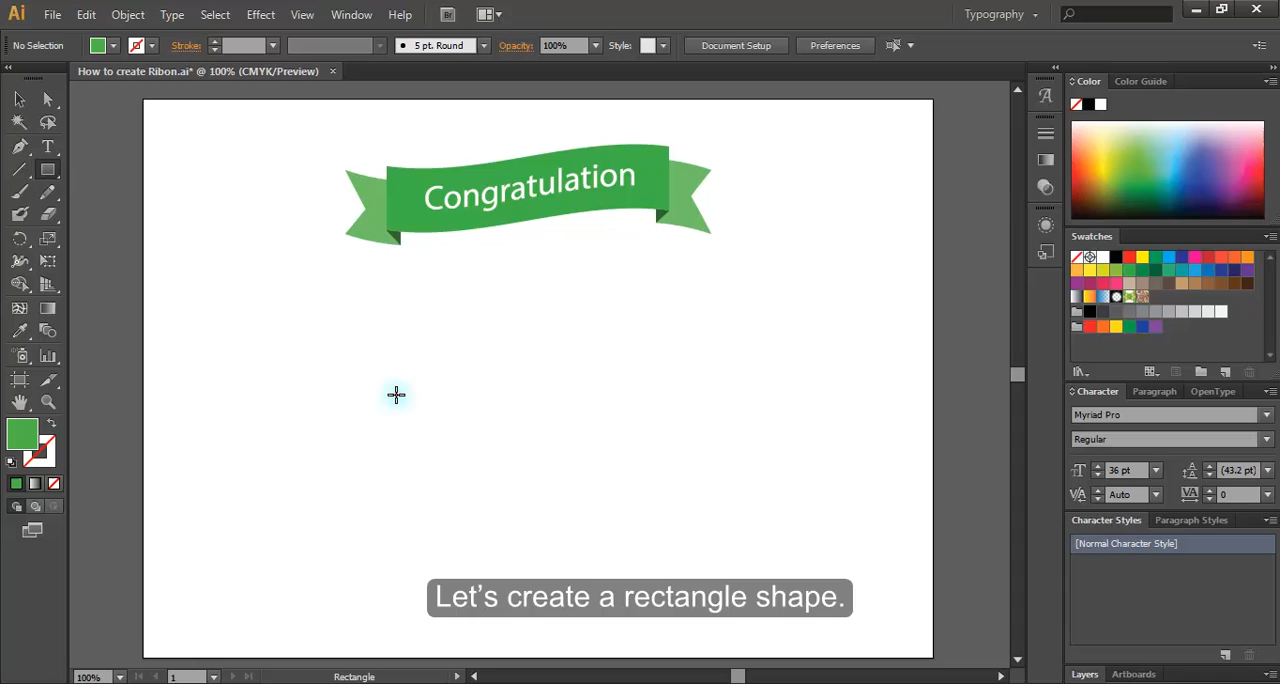 Ai File Edit Object Type Select Effect View Window Help Br Typography
No Selection Stroke: 5 pt. Round Opacity: 100% Style: Document Setup Preferences
How to create Ribon.ai* @ 100% (CMYK/Preview) ×
Color Color Guide
Congratulation
Swatches
Character Paragraph OpenType
Myriad Pro
Regular
36 pt (43.2 pt)
Auto 0
Character Styles Paragraph Styles
[Normal Character Style]
Let's create a rectangle shape.
100% 1 Rectangle
Layers Artboards